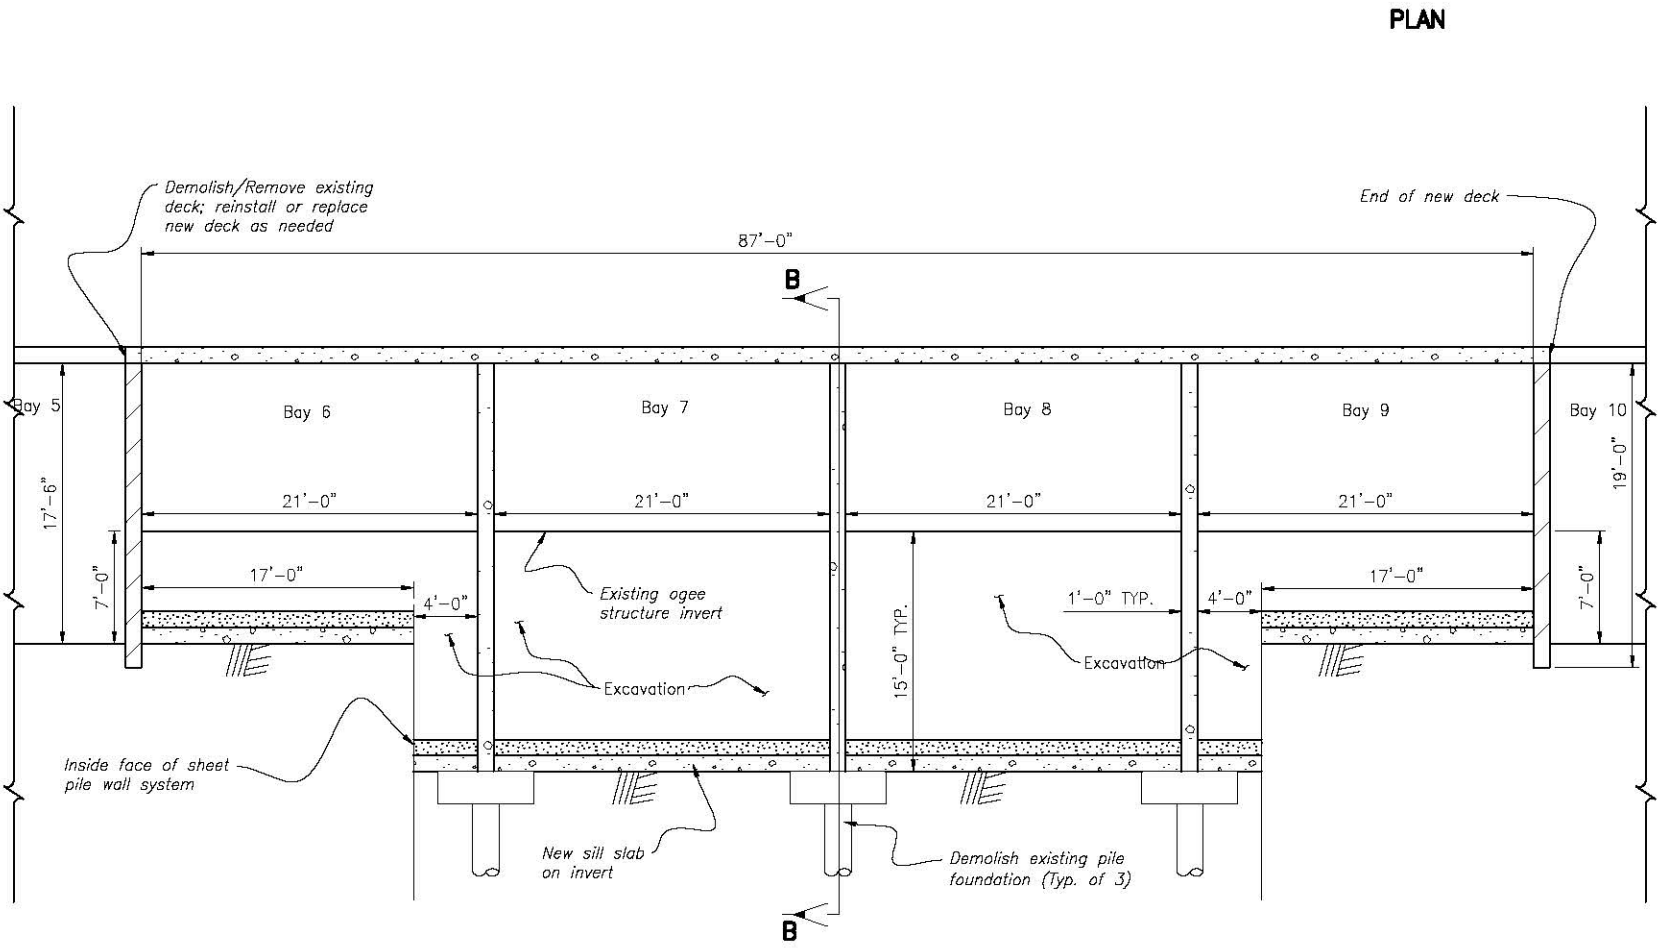 PLAN
Demolish/Remove existing
deck; reinstall or replace
new deck as needed
End of new deck
87'-0"
B
Bay 5
Bay 6
Bay 7
Bay 8
Bay 9
Bay 10
17'-6"
19'-0"
21'-0"
21'-0"
21'-0"
21'-0"
7'-0"
17'-0"
4'-0"
Existing ogee
structure invert
1'-0" TYP.
4'-0"
17'-0"
7'-0"
15'-0" TYP.
Excavation
Excavation
Inside face of sheet
pile wall system
New sill slab
on invert
Demolish existing pile
foundation (Typ. of 3)
B